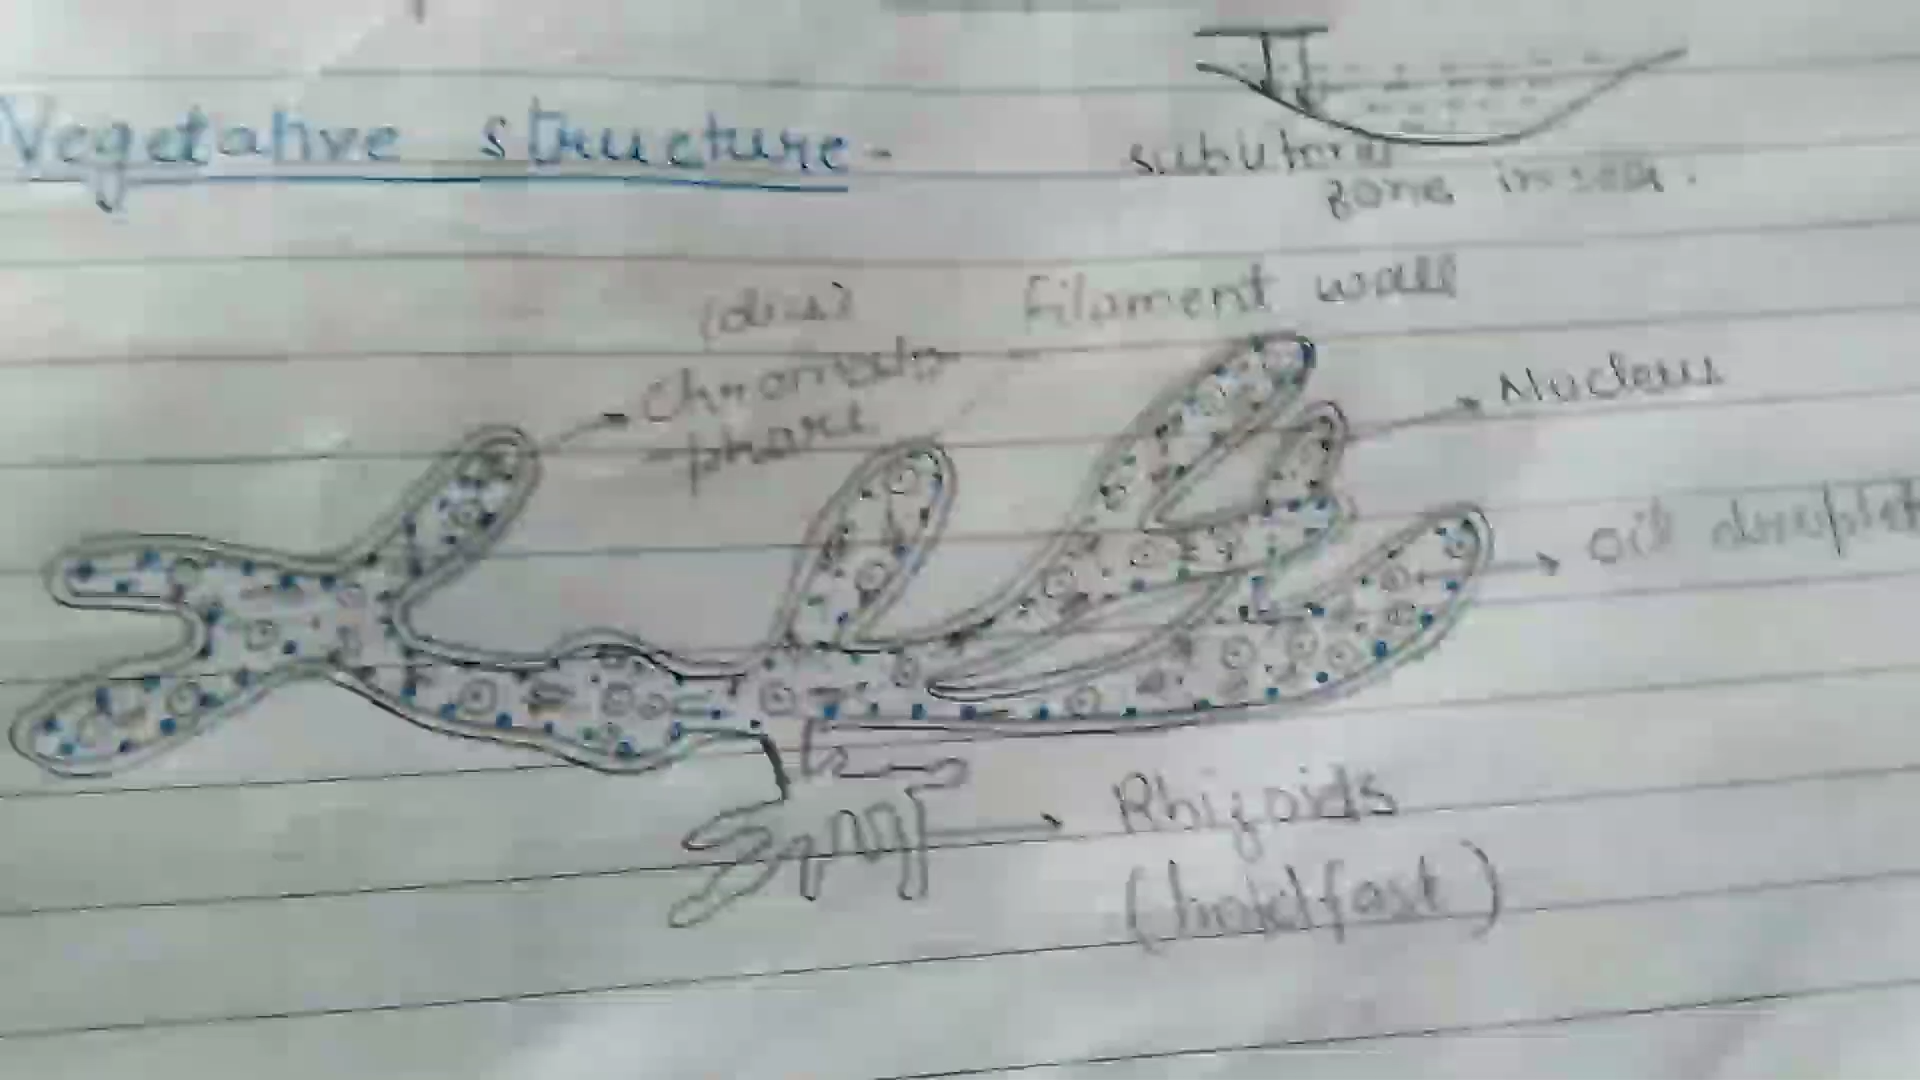 Vegetative structure-
zone in sea.
filament wall
(disc)
Chromato
-phore
Nucleus
oil droplet
Rhizoids
(holdfast)